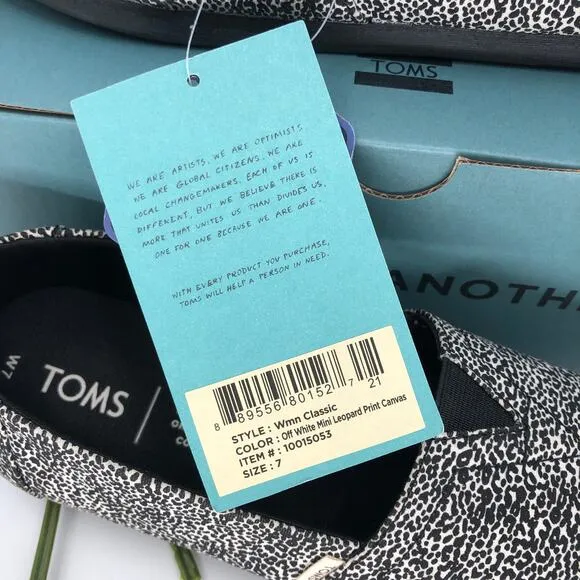 TOMS
WE ARE ARTISTS. WE ARE OPTIMISTS
WE ARE GLOBAL CITIZENS. WE ARE
LOCAL CHANGEMAKERS. EACH OF US IS
DIFFERENT, BUT WE BELIEVE THERE IS
MORE THAT UNITES US THAN DIVIDES US.
ONE FOR ONE BECAUSE WE ARE ONE.
WITH EVERY PRODUCT YOU PURCHASE,
TOMS WILL HELP A PERSON IN NEED.
ANOTH
8 89556 80152 7 21
STYLE : Wmn Classic
COLOR : Off White Mini Leopard Print Canvas
ITEM # : 10015053
SIZE : 7
W7
TOMS